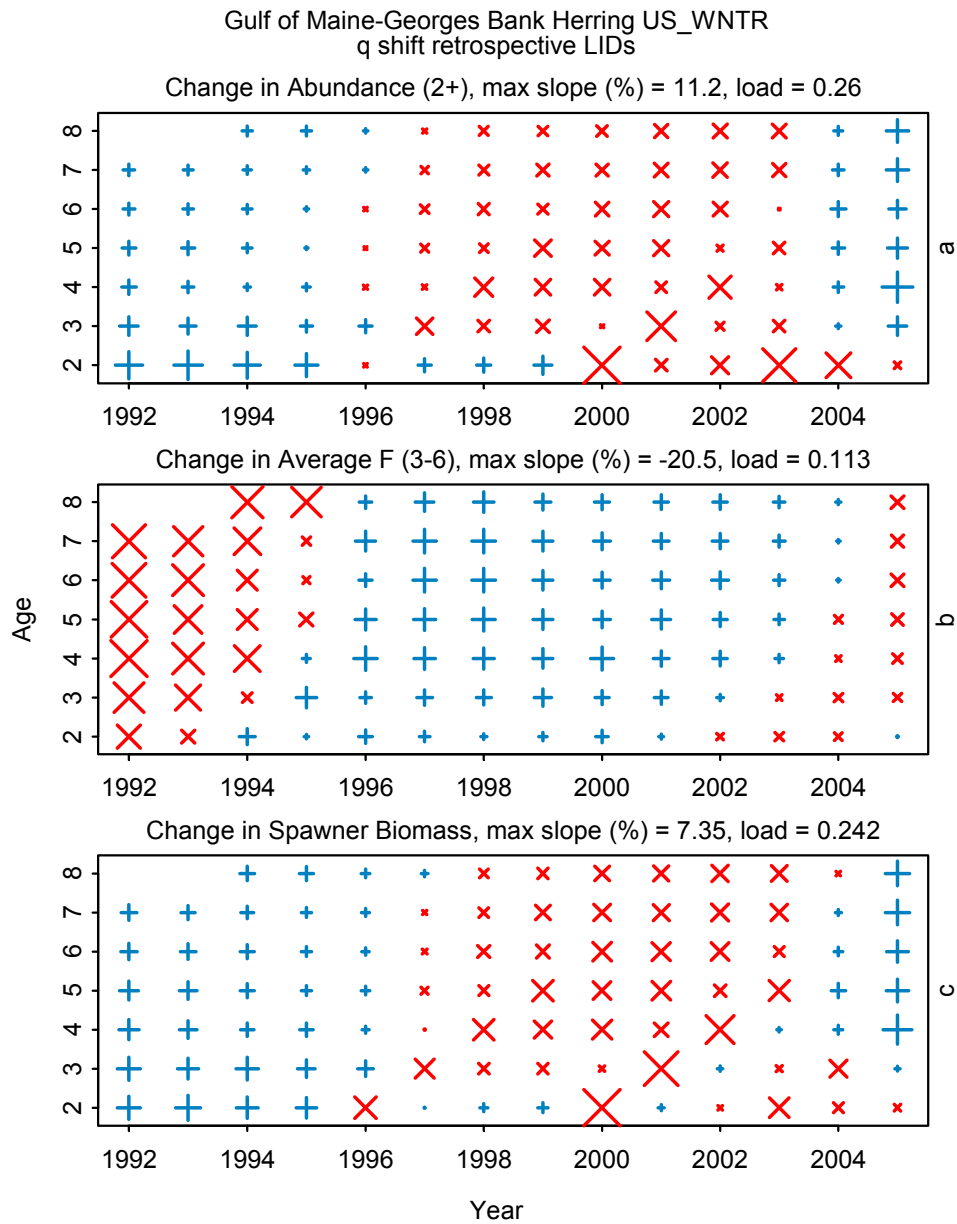 Gulf of Maine-Georges Bank Herring US_WNTR
q shift retrospective LIDs
Change in Abundance (2+), max slope (%) = 11.2, load = 0.26
8
7
6
5
4
3
2
a
1992 1994 1996 1998 2000 2002 2004
Change in Average F (3-6), max slope (%) = -20.5, load = 0.113
8
7
6
5
4
3
2
Age
b
1992 1994 1996 1998 2000 2002 2004
Change in Spawner Biomass, max slope (%) = 7.35, load = 0.242
8
7
6
5
4
3
2
c
1992 1994 1996 1998 2000 2002 2004
Year